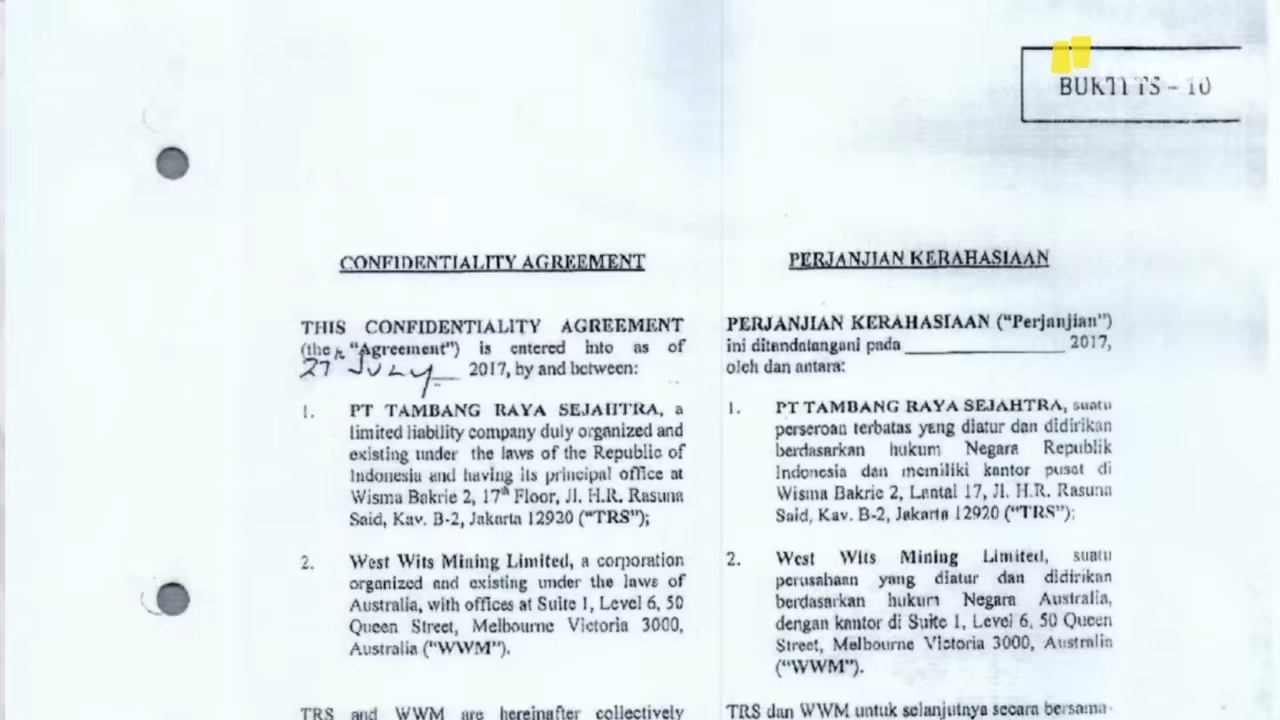 BUKTI TS - 10
CONFIDENTIALITY AGREEMENT
THIS CONFIDENTIALITY AGREEMENT
(the "Agreement") is entered into as of
27 JULY 2017, by and between:
1. PT TAMBANG RAYA SEJAHTRA, a
limited liability company duly organized and
existing under the laws of the Republic of
Indonesia and having its principal office at
Wisma Bakrie 2, 17th Floor, Jl. H.R. Rasuna
Said, Kav. B-2, Jakarta 12920 ("TRS");
2. West Wits Mining Limited, a corporation
organized and existing under the laws of
Australia, with offices at Suite 1, Level 6, 50
Queen Street, Melbourne Victoria 3000,
Australia ("WWM").
TRS and WWM are hereinafter collectively
PERJANJIAN KERAHASIAAN
PERJANJIAN KERAHASIAAN ("Perjanjian")
ini ditandatangani pada ________________ 2017,
oleh dan antara:
1. PT TAMBANG RAYA SEJAHTRA, suatu
perseroan terbatas yang diatur dan didirikan
berdasarkan hukum Negara Republik
Indonesia dan memiliki kantor pusat di
Wisma Bakrie 2, Lantai 17, Jl. H.R. Rasuna
Said, Kav. B-2, Jakarta 12920 ("TRS");
2. West Wits Mining Limited, suatu
perusahaan yang diatur dan didirikan
berdasarkan hukum Negara Australia,
dengan kantor di Suite 1, Level 6, 50 Queen
Street, Melbourne Victoria 3000, Australia
("WWM").
TRS dan WWM untuk selanjutnya secara bersama-